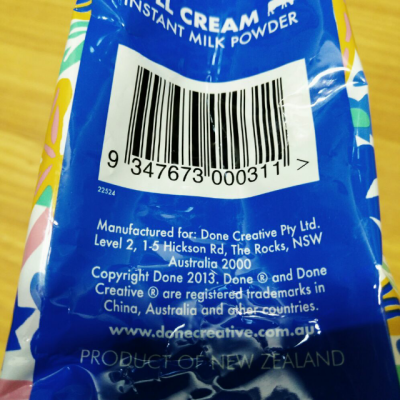 LL CREAM
INSTANT MILK POWDER
9 347673 000311 >
22524
Manufactured for: Done Creative Pty Ltd.
Level 2, 1-5 Hickson Rd, The Rocks, NSW
Australia 2000
Copyright Done 2013. Done ® and Done
Creative ® are registered trademarks in
China, Australia and other countries.
www.donecreative.com.au
PRODUCT OF NEW ZEALAND